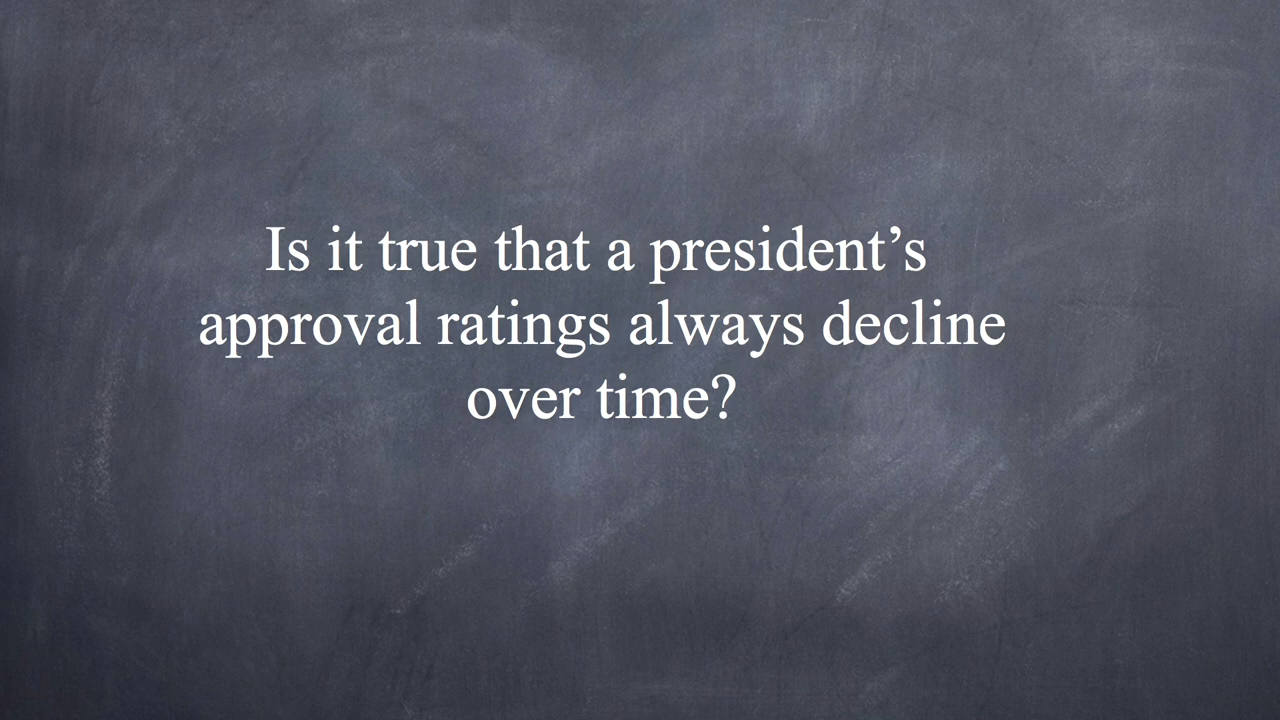 Is it true that a president’s
approval ratings always decline
over time?